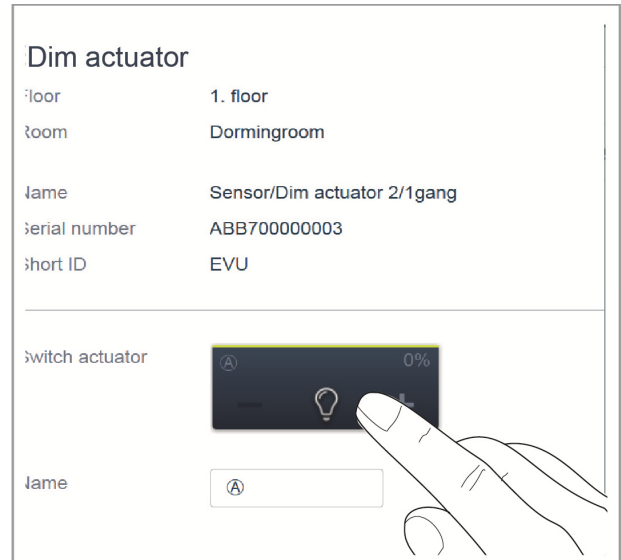 Dim actuator
Floor 1. floor
Room Dormingroom
Name Sensor/Dim actuator 2/1gang
Serial number ABB700000003
Short ID EVU
Switch actuator Ⓐ 0%
− +
Name Ⓐ